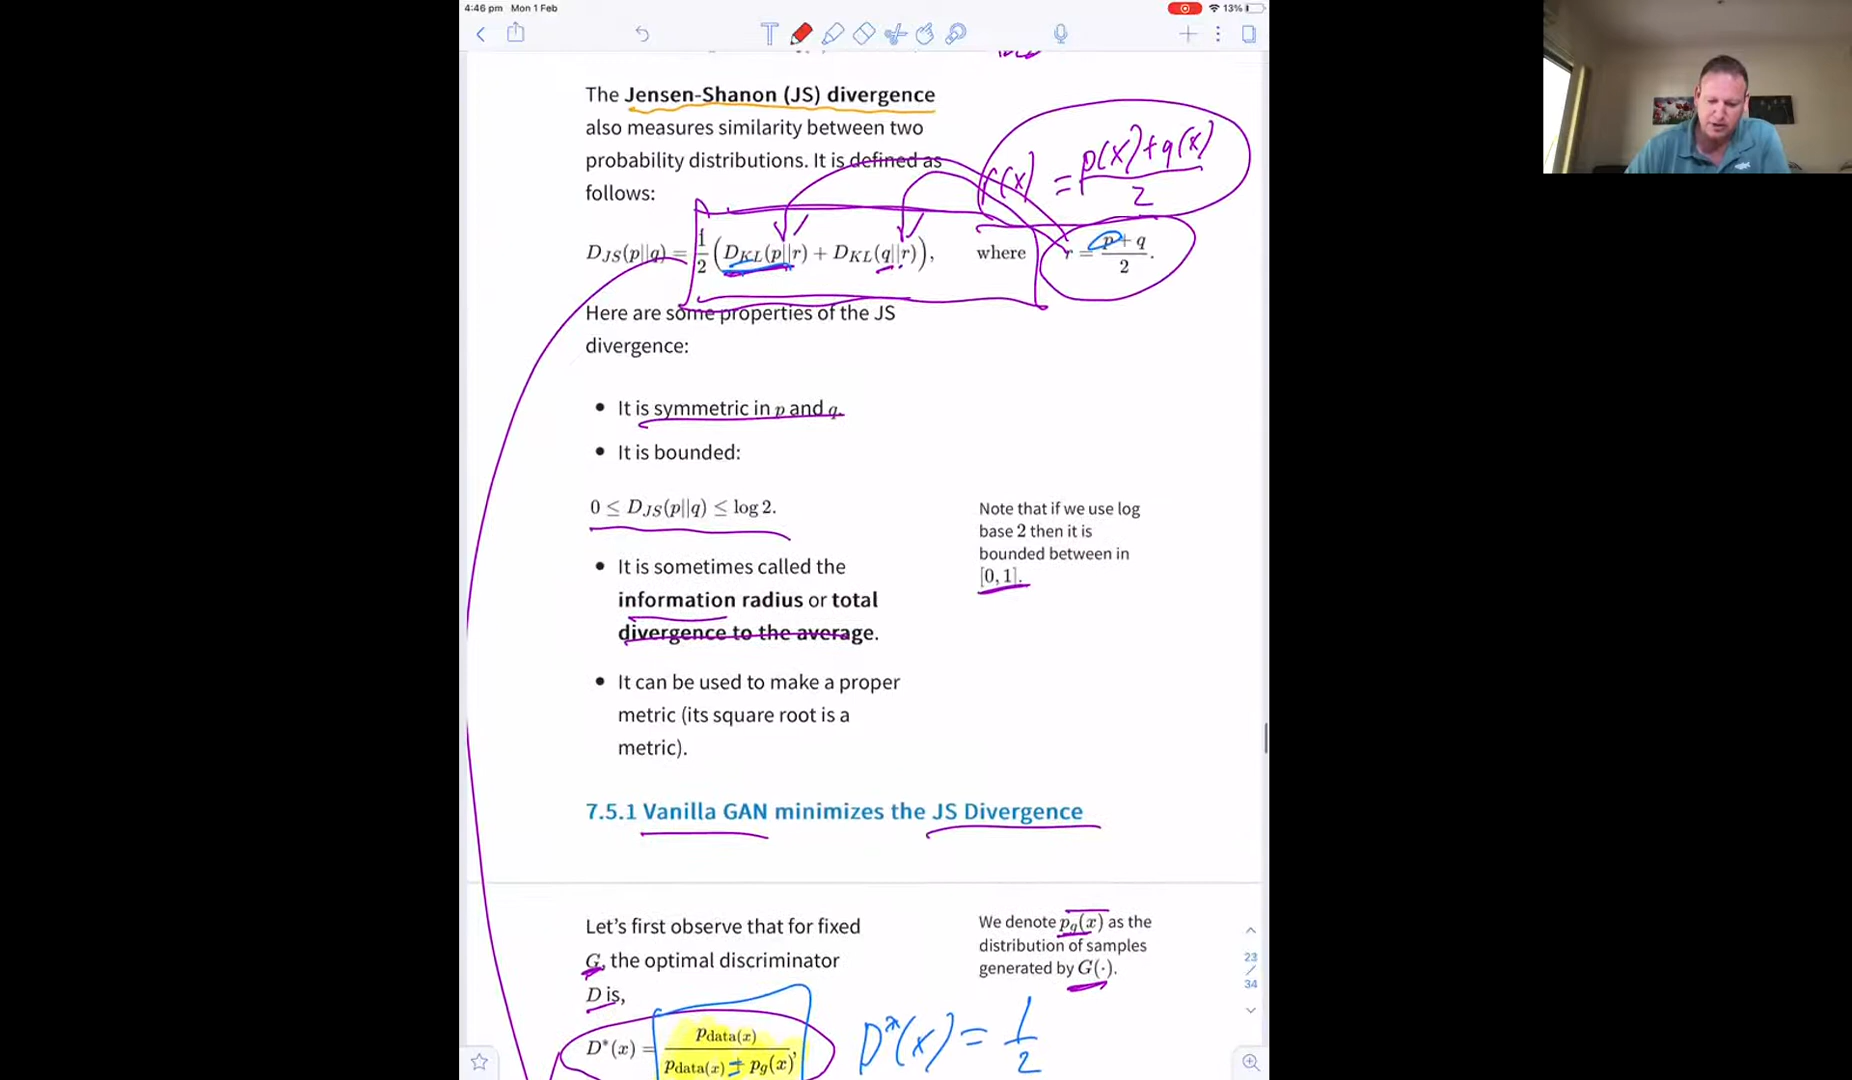 4:46 pm Mon 1 Feb
13%
The Jensen-Shanon (JS) divergence
also measures similarity between two
probability distributions. It is defined as
follows:
r(x) = p(x)+q(x) / 2
D_JS(p||q) = 1/2 (D_KL(p||r) + D_KL(q||r)), where r = p + q / 2.
Here are some properties of the JS
divergence:
• It is symmetric in p and q.
• It is bounded:
0 ≤ D_JS(p||q) ≤ log 2.
Note that if we use log
base 2 then it is
bounded between in
[0, 1].
• It is sometimes called the
information radius or total
divergence to the average.
• It can be used to make a proper
metric (its square root is a
metric).
7.5.1 Vanilla GAN minimizes the JS Divergence
Let's first observe that for fixed
G, the optimal discriminator
D is,
We denote p_g(x) as the
distribution of samples
generated by G(·).
D*(x) = p_data(x) / p_data(x) + p_g(x),
D*(x) = 1/2
23
/
34